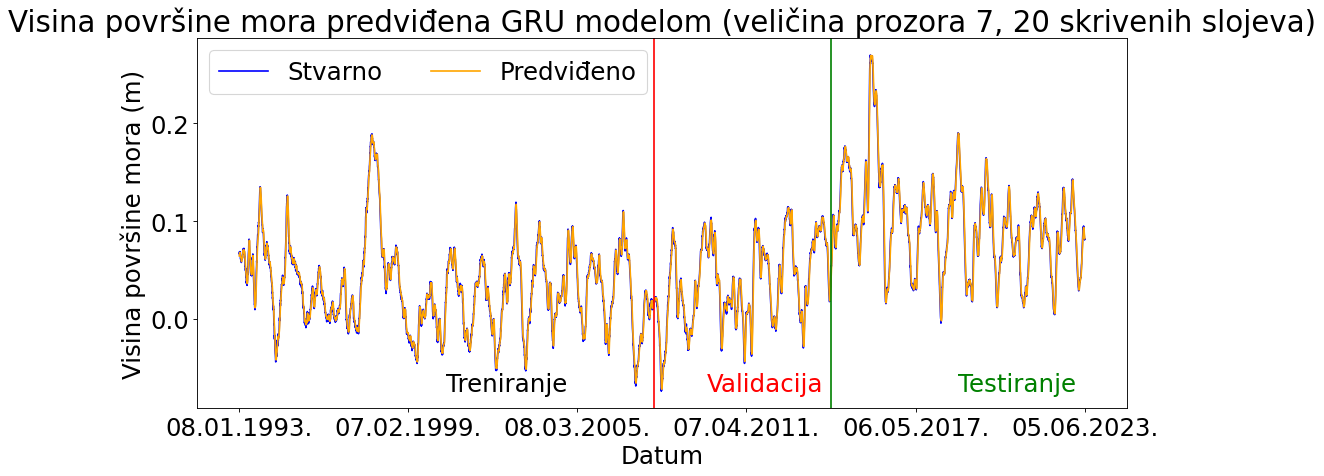 Visina površine mora predviđena GRU modelom (veličina prozora 7, 20 skrivenih slojeva)
Stvarno Predviđeno
Visina površine mora (m)
0.2
0.1
0.0
Treniranje Validacija Testiranje
08.01.1993. 07.02.1999. 08.03.2005. 07.04.2011. 06.05.2017. 05.06.2023.
Datum